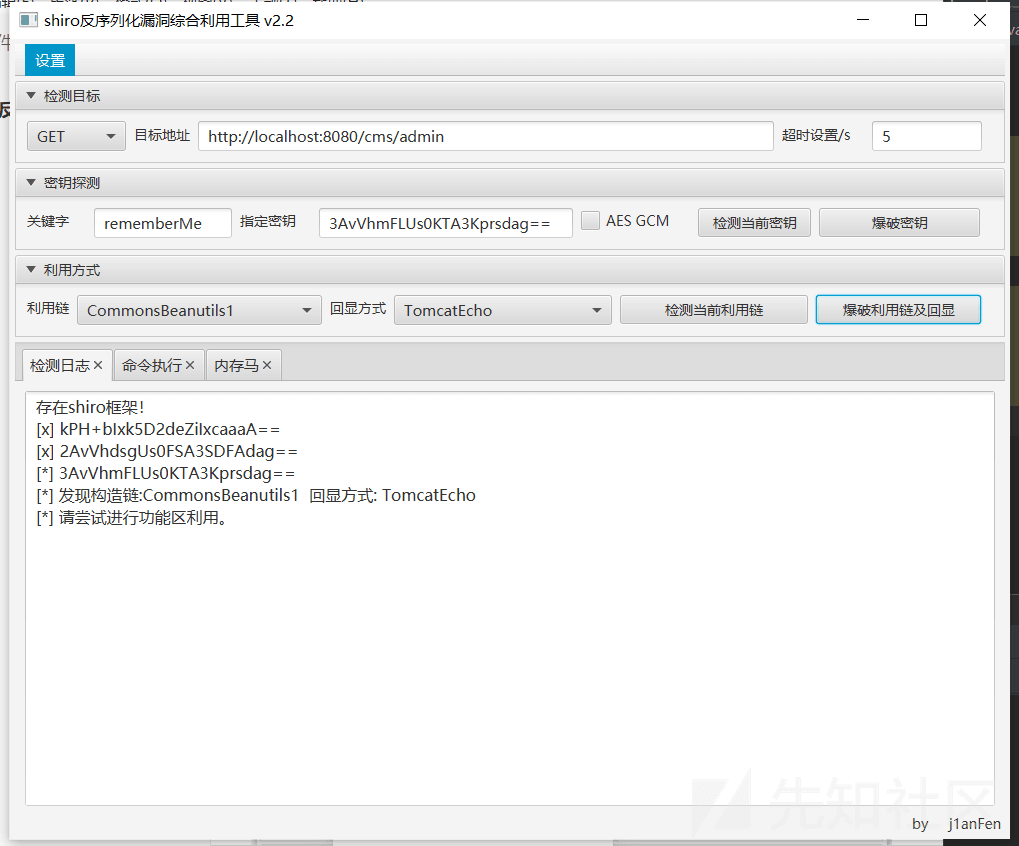 shiro反序列化漏洞综合利用工具 v2.2
设置
检测目标
GET 目标地址 http://localhost:8080/cms/admin 超时设置/s 5
密钥探测
关键字 rememberMe 指定密钥 3AvVhmFLUs0KTA3Kprsdag== AES GCM 检测当前密钥 爆破密钥
利用方式
利用链 CommonsBeanutils1 回显方式 TomcatEcho 检测当前利用链 爆破利用链及回显
检测日志 命令执行 内存马
存在shiro框架!
[x] kPH+bIxk5D2deZiIxcaaaA==
[x] 2AvVhdsgUs0FSA3SDFAdag==
[*] 3AvVhmFLUs0KTA3Kprsdag==
[*] 发现构造链:CommonsBeanutils1 回显方式: TomcatEcho
[*] 请尝试进行功能区利用。
先知社区
by j1anFen